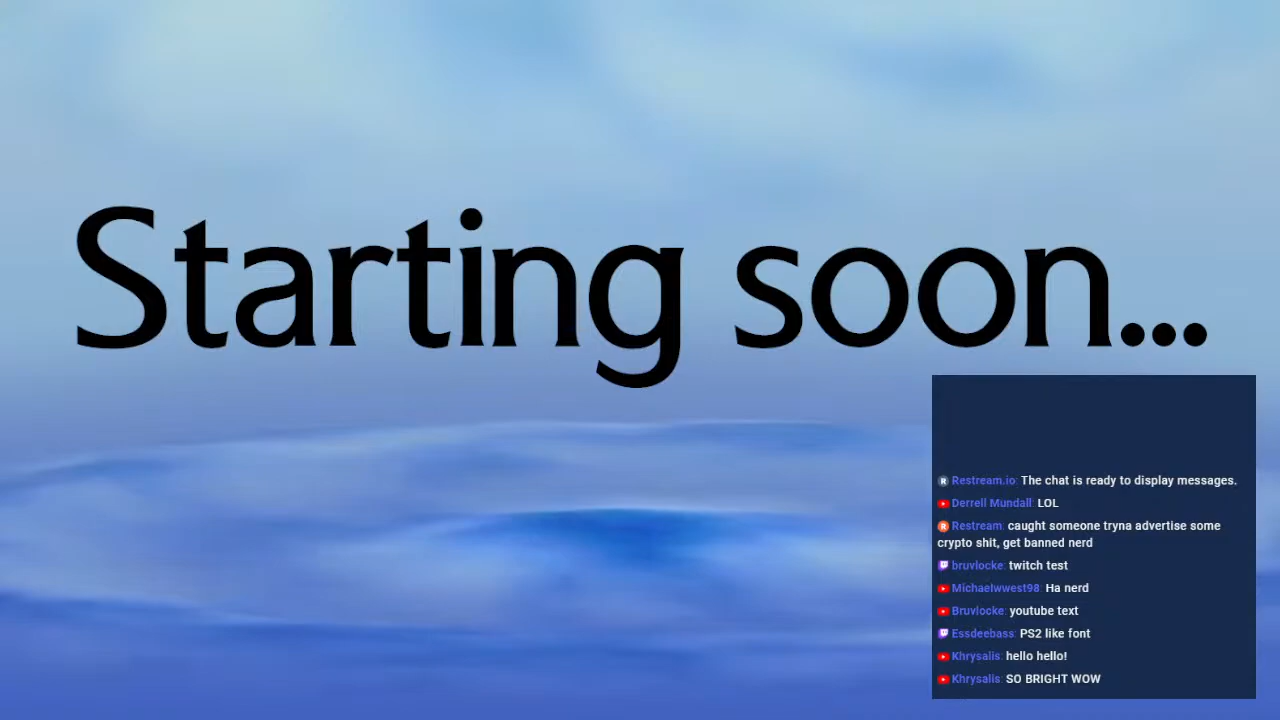 Starting soon...
Restream.io: The chat is ready to display messages.
Derrell Mundall: LOL
Restream: caught someone tryna advertise some
crypto shit, get banned nerd
bruvlocke: twitch test
Michaelwwest98: Ha nerd
Bruvlocke: youtube text
Essdeebass: PS2 like font
Khrysalis: hello hello!
Khrysalis: SO BRIGHT WOW